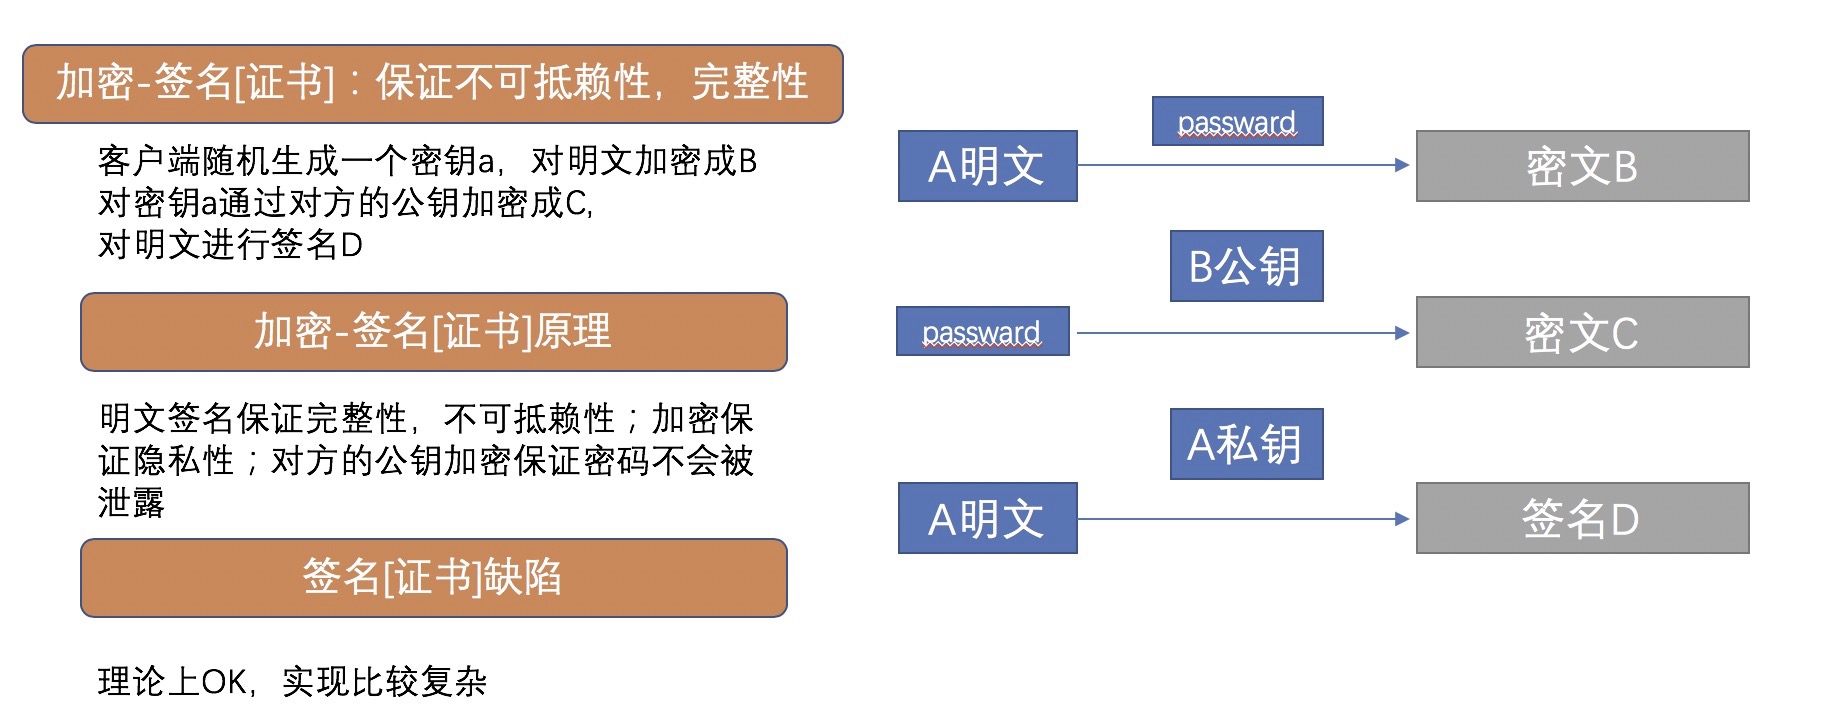 加密-签名[证书]：保证不可抵赖性，完整性
客户端随机生成一个密钥a，对明文加密成B
对密钥a通过对方的公钥加密成C,
对明文进行签名D
加密-签名[证书]原理
明文签名保证完整性，不可抵赖性；加密保
证隐私性；对方的公钥加密保证密码不会被
泄露
签名[证书]缺陷
理论上OK，实现比较复杂
passward
A明文
密文B
B公钥
passward
密文C
A私钥
A明文
签名D